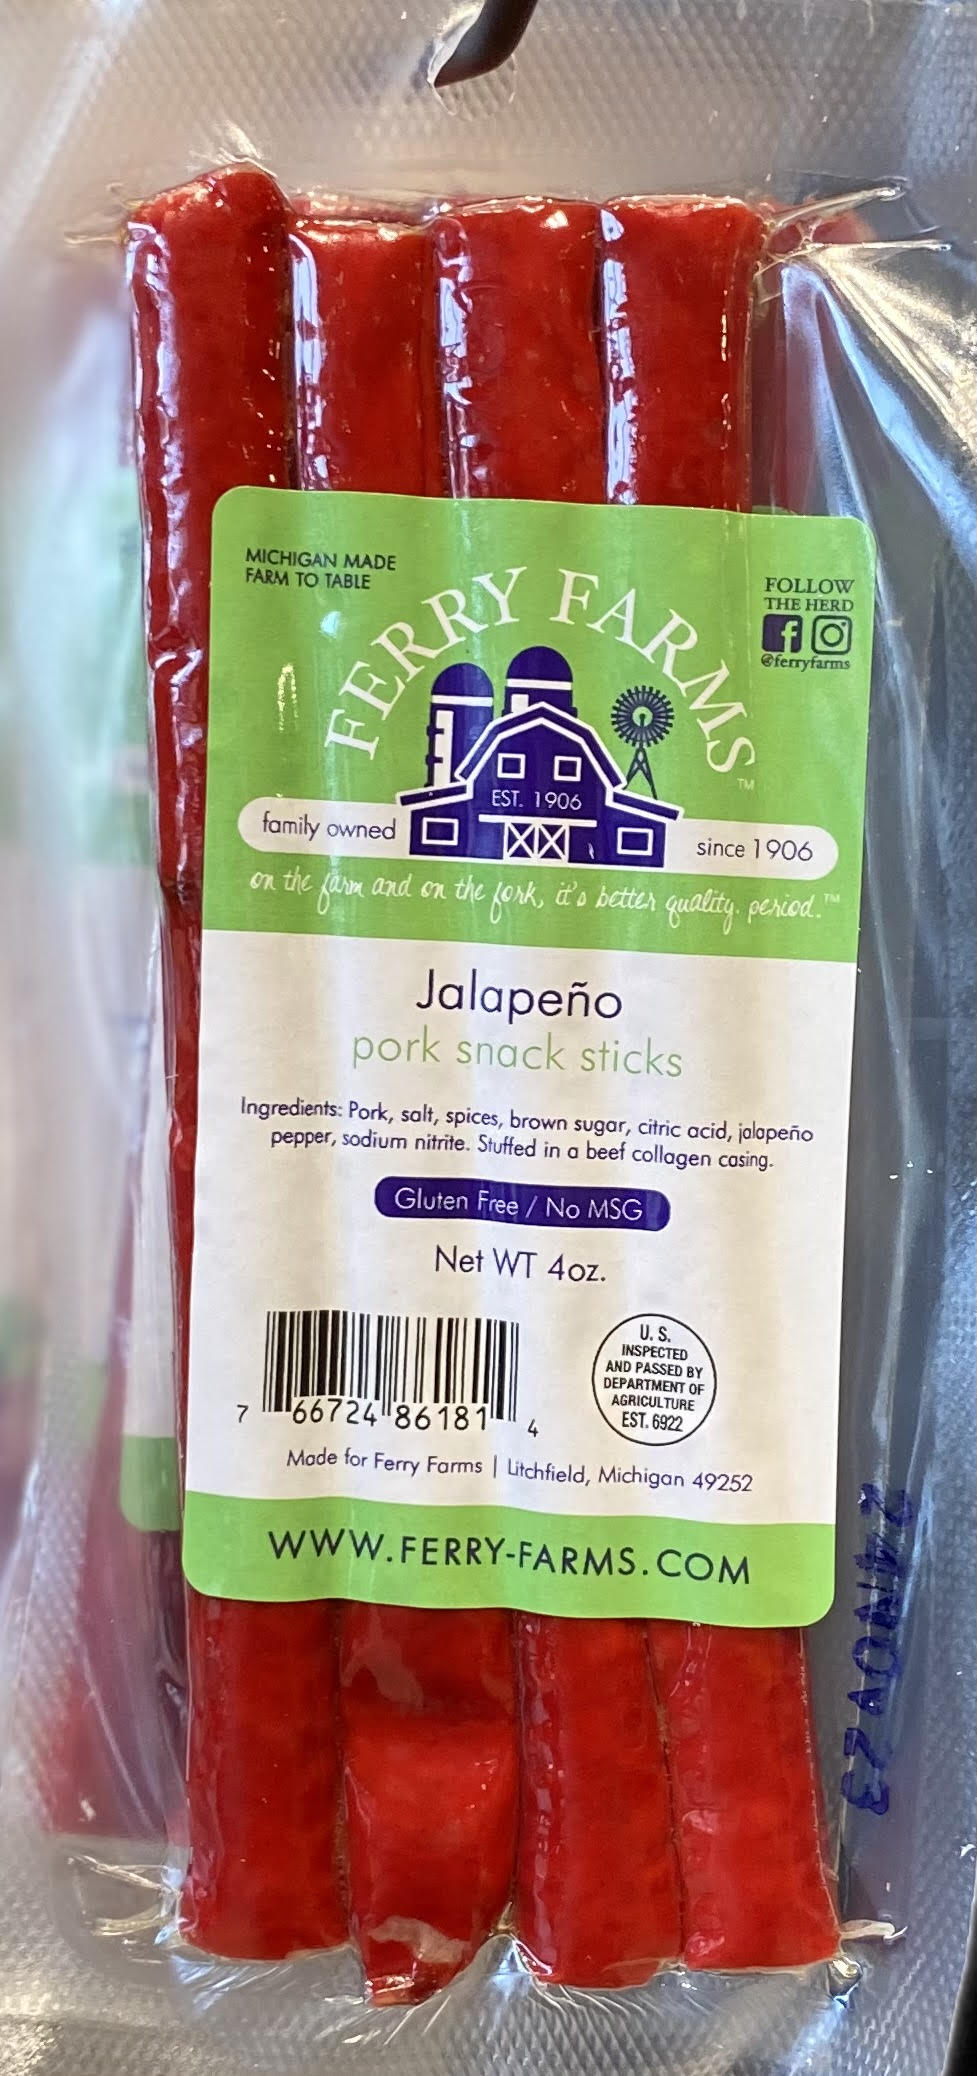 MICHIGAN MADE
FARM TO TABLE
FOLLOW
THE HERD
@ferryfarms
FERRY FARMS™
EST. 1906
family owned
since 1906
on the farm and on the fork, it's better quality. period.™
Jalapeño
pork snack sticks
Ingredients: Pork, salt, spices, brown sugar, citric acid, jalapeño
pepper, sodium nitrite. Stuffed in a beef collagen casing.
Gluten Free / No MSG
Net WT 4oz.
7 66724 86181 4
U. S.
INSPECTED
AND PASSED BY
DEPARTMENT OF
AGRICULTURE
EST. 6922
Made for Ferry Farms | Litchfield, Michigan 49252
WWW.FERRY-FARMS.COM